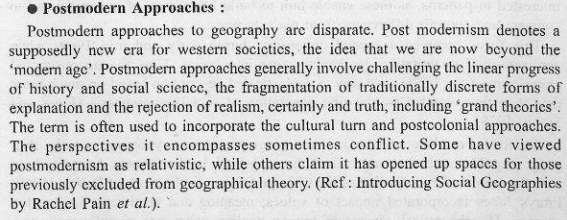 ● Postmodern Approaches :
Postmodern approaches to geography are disparate. Post modernism denotes a
supposedly new era for western societies, the idea that we are now beyond the
‘modern age’. Postmodern approaches generally involve challenging the linear progress
of history and social science, the fragmentation of traditionally discrete forms of
explanation and the rejection of realism, certainly and truth, including ‘grand theories’.
The term is often used to incorporate the cultural turn and postcolonial approaches.
The perspectives it encompasses sometimes conflict. Some have viewed
postmodernism as relativistic, while others claim it has opened up spaces for those
previously excluded from geographical theory. (Ref : Introducing Social Geographies
by Rachel Pain et al.).